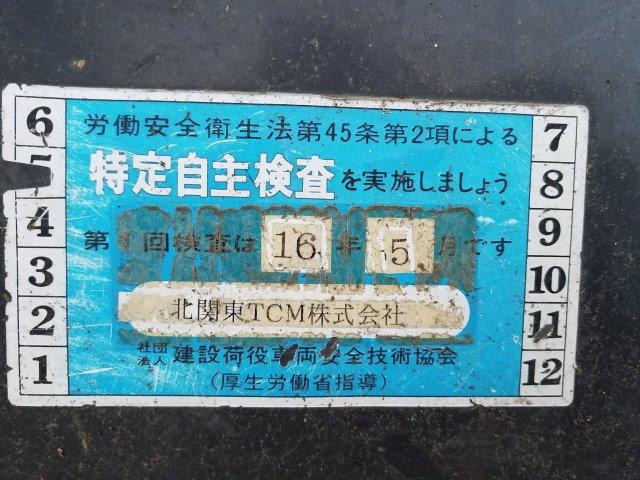 労働安全衛生法第45条第2項による
特定自主検査を実施しましょう
第1回検査は16年5月です
北関東TCM株式会社
社団法人 建設荷役車両安全技術協会
(厚生労働省指導)
6
5
4
3
2
1
7
8
9
10
11
12